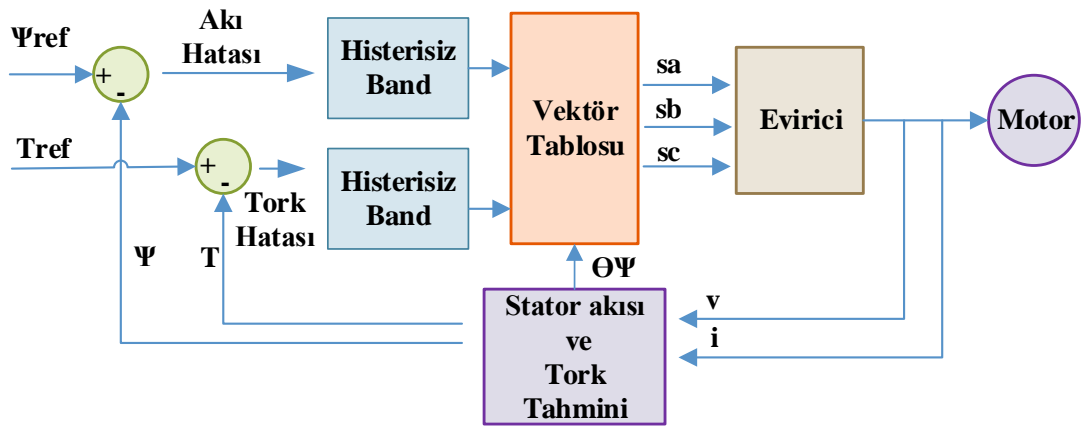 Ψref
+
-
Akı
Hatası
Histerisiz
Band
Vektör
Tablosu
sa
sb
sc
Evirici
Motor
Tref
+
-
Tork
Hatası
Histerisiz
Band
Ψ
T
ΘΨ
Stator akısı
ve
Tork
Tahmini
v
i